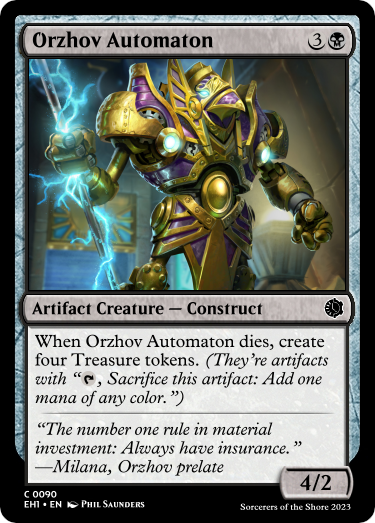 Orzhov Automaton 3
Artifact Creature — Construct
When Orzhov Automaton dies, create
four Treasure tokens. (They’re artifacts
with “, Sacrifice this artifact: Add one
mana of any color.”)
“The number one rule in material
investment: Always have insurance.”
—Milana, Orzhov prelate
4/2
C 0090
EH1 • EN Phil Saunders
Sorcerers of the Shore 2023